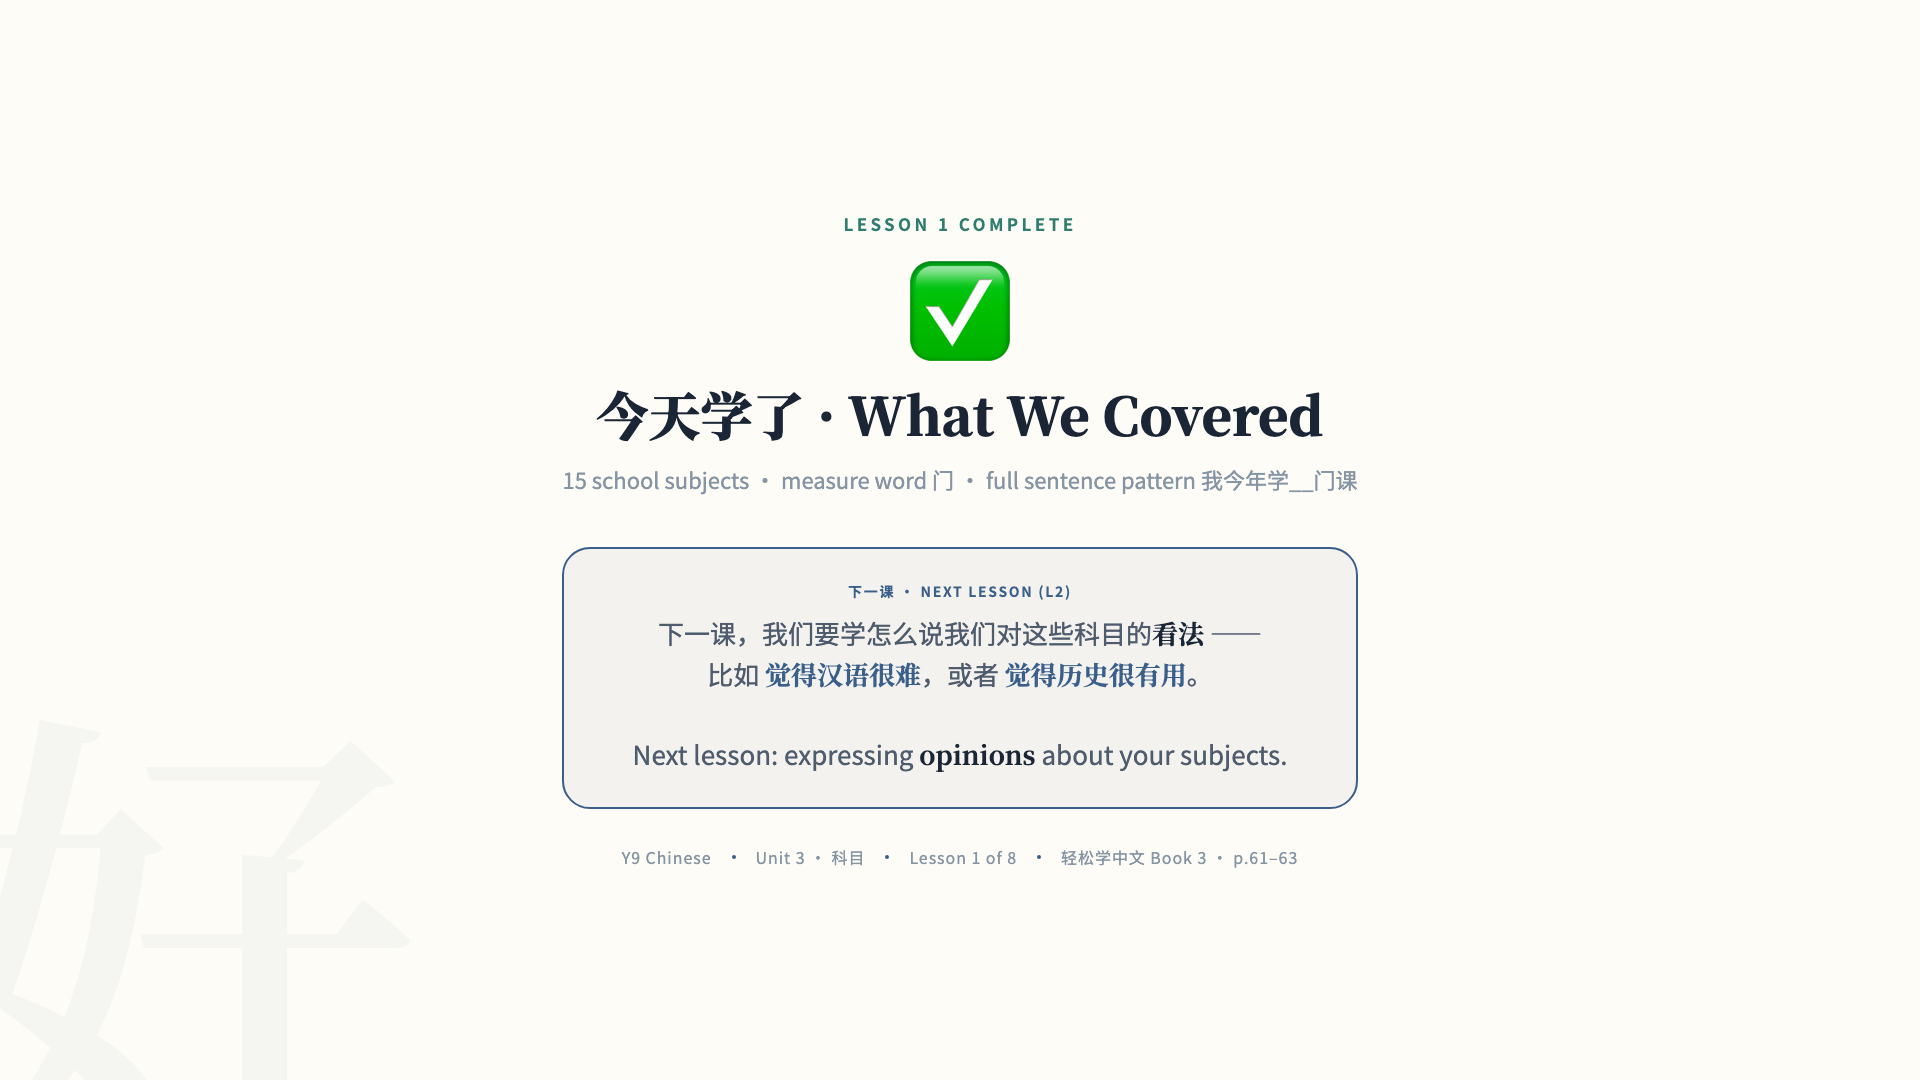 LESSON 1 COMPLETE
今天学了 · What We Covered
15 school subjects · measure word 门 · full sentence pattern 我今年学__门课
下一课 · NEXT LESSON (L2)
下一课，我们要学怎么说我们对这些科目的看法 ——
比如 觉得汉语很难，或者 觉得历史很有用。
Next lesson: expressing opinions about your subjects.
Y9 Chinese • Unit 3 · 科目 • Lesson 1 of 8 • 轻松学中文 Book 3 · p.61–63
好